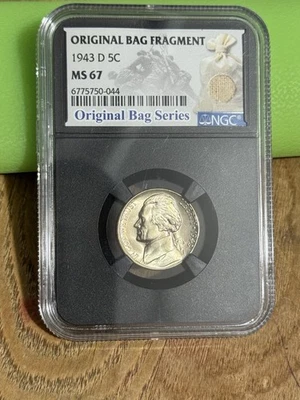 ORIGINAL BAG FRAGMENT
1943 D 5C
MS 67
6775750-044
Original Bag Series
NGC